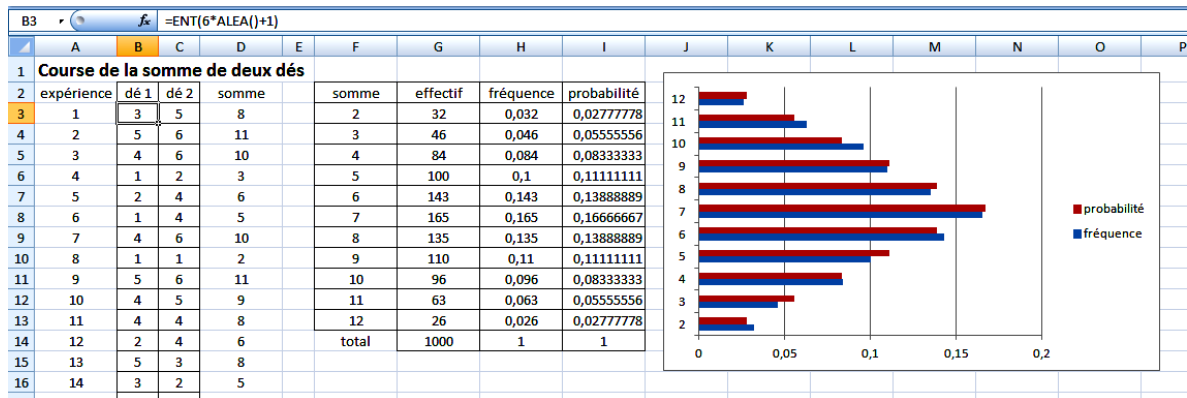 B3 fx =ENT(6*ALEA()+1)
A B C D E F G H I J K L M N O P
1 Course de la somme de deux dés
2 expérience dé 1 dé 2 somme somme effectif fréquence probabilité
3 1 3 5 8 2 32 0,032 0,02777778
4 2 5 6 11 3 46 0,046 0,05555556
5 3 4 6 10 4 84 0,084 0,08333333
6 4 1 2 3 5 100 0,1 0,11111111
7 5 2 4 6 6 143 0,143 0,13888889
8 6 1 4 5 7 165 0,165 0,16666667
9 7 4 6 10 8 135 0,135 0,13888889
10 8 1 1 2 9 110 0,11 0,11111111
11 9 5 6 11 10 96 0,096 0,08333333
12 10 4 5 9 11 63 0,063 0,05555556
13 11 4 4 8 12 26 0,026 0,02777778
14 12 2 4 6 total 1000 1 1
15 13 5 3 8
16 14 3 2 5
12
11
10
9
8
7
6
5
4
3
2
0 0,05 0,1 0,15 0,2
probabilité
fréquence